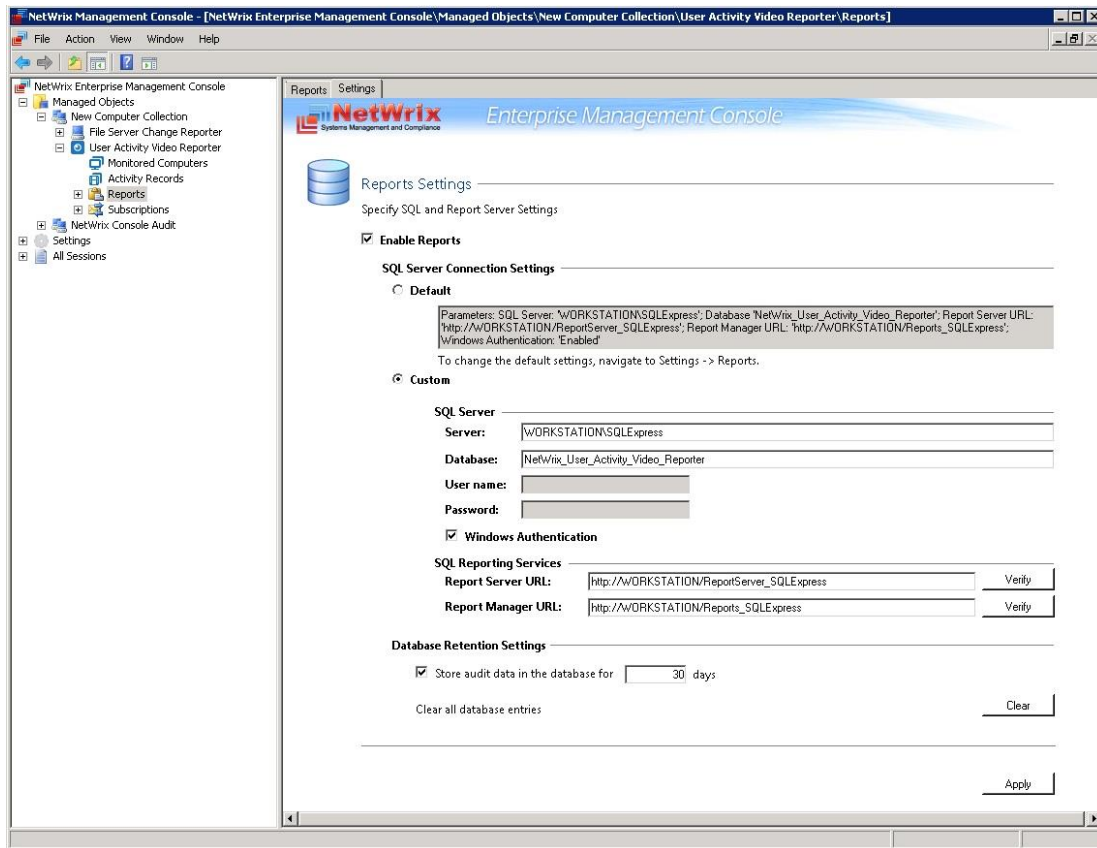 NetWrix Management Console - [NetWrix Enterprise Management Console\Managed Objects\New Computer Collection\User Activity Video Reporter\Reports]
File Action View Window Help
NetWrix Enterprise Management Console
Managed Objects
New Computer Collection
File Server Change Reporter
User Activity Video Reporter
Monitored Computers
Activity Records
Reports
Subscriptions
NetWrix Console Audit
Settings
All Sessions
Reports Settings
NetWrix
Systems Management and Compliance
Enterprise Management Console
Reports Settings
Specify SQL and Report Server Settings
Enable Reports
SQL Server Connection Settings
Default
Parameters: SQL Server: 'WORKSTATION\SQLExpress'; Database 'NetWrix_User_Activity_Video_Reporter'; Report Server URL:
'http://WORKSTATION/ReportServer_SQLExpress'; Report Manager URL: 'http://WORKSTATION/Reports_SQLExpress';
Windows Authentication: 'Enabled'
To change the default settings, navigate to Settings -> Reports.
Custom
SQL Server
Server: WORKSTATION\SQLExpress
Database: NetWrix_User_Activity_Video_Reporter
User name:
Password:
Windows Authentication
SQL Reporting Services
Report Server URL: http://WORKSTATION/ReportServer_SQLExpress Verify
Report Manager URL: http://WORKSTATION/Reports_SQLExpress Verify
Database Retention Settings
Store audit data in the database for 30 days
Clear all database entries Clear
Apply